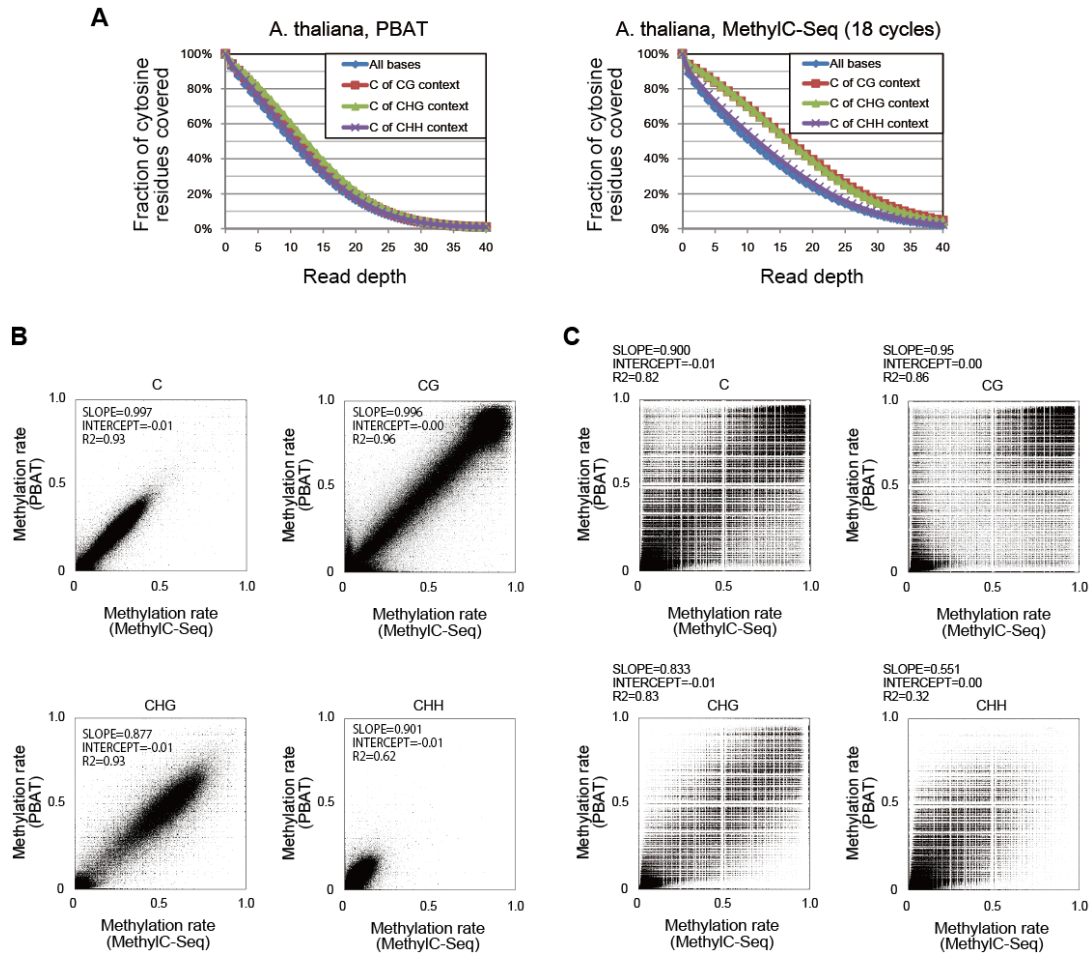 A
A. thaliana, PBAT
Fraction of cytosine
residues covered
100%
80%
60%
40%
20%
0%
All bases
C of CG context
C of CHG context
C of CHH context
0 5 10 15 20 25 30 35 40
Read depth
A. thaliana, MethylC-Seq (18 cycles)
Fraction of cytosine
residues covered
100%
80%
60%
40%
20%
0%
All bases
C of CG context
C of CHG context
C of CHH context
0 5 10 15 20 25 30 35 40
Read depth
B
C
SLOPE=0.997
INTERCEPT=-0.01
R2=0.93
Methylation rate
(PBAT)
1.0
0.5
0
0.5 1.0
Methylation rate
(MethylC-Seq)
CG
SLOPE=0.996
INTERCEPT=-0.00
R2=0.96
Methylation rate
(PBAT)
1.0
0.5
0
0.5 1.0
Methylation rate
(MethylC-Seq)
CHG
SLOPE=0.877
INTERCEPT=-0.01
R2=0.93
Methylation rate
(PBAT)
1.0
0.5
0
0.5 1.0
Methylation rate
(MethylC-Seq)
CHH
SLOPE=0.901
INTERCEPT=-0.01
R2=0.62
Methylation rate
(PBAT)
1.0
0.5
0
0.5 1.0
Methylation rate
(MethylC-Seq)
C
SLOPE=0.900
INTERCEPT=-0.01
R2=0.82
C
Methylation rate
(PBAT)
1.0
0.5
0
0.5 1.0
Methylation rate
(MethylC-Seq)
SLOPE=0.95
INTERCEPT=0.00
R2=0.86
CG
Methylation rate
(PBAT)
1.0
0.5
0
0.5 1.0
Methylation rate
(MethylC-Seq)
SLOPE=0.833
INTERCEPT=-0.01
R2=0.83
CHG
Methylation rate
(PBAT)
1.0
0.5
0
0.5 1.0
Methylation rate
(MethylC-Seq)
SLOPE=0.551
INTERCEPT=0.00
R2=0.32
CHH
Methylation rate
(PBAT)
1.0
0.5
0
0.5 1.0
Methylation rate
(MethylC-Seq)